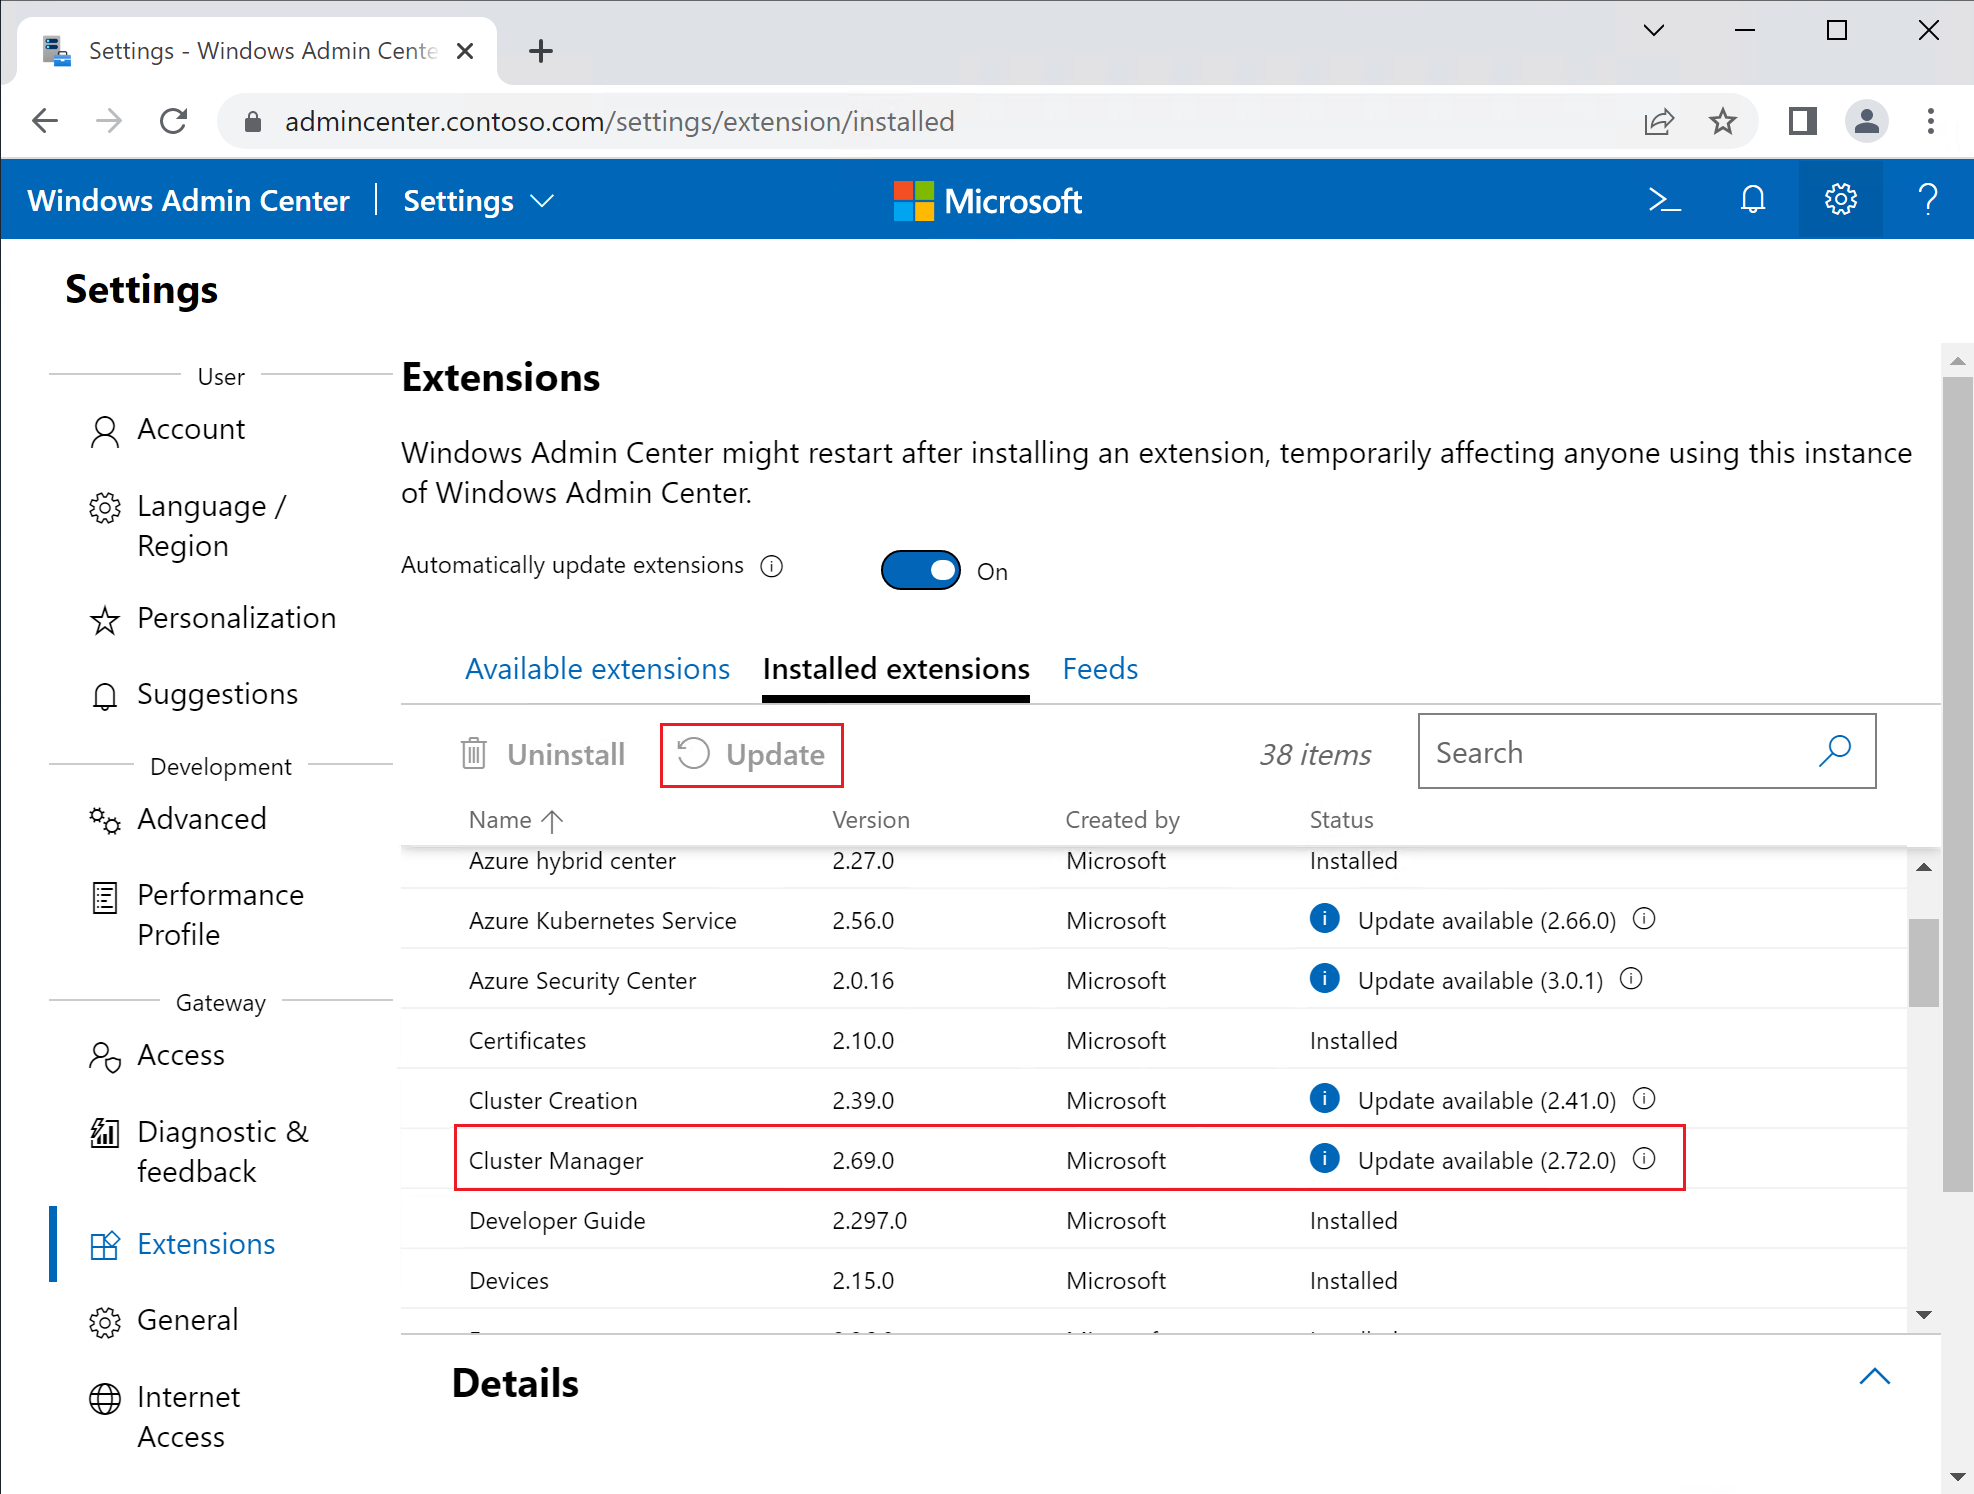 Settings - Windows Admin Cente
admincenter.contoso.com/settings/extension/installed
Windows Admin Center | Settings
Microsoft
Settings
User
Account
Language /
Region
Personalization
Suggestions
Development
Advanced
Performance
Profile
Gateway
Access
Diagnostic &
feedback
Extensions
General
Internet
Access
Extensions
Windows Admin Center might restart after installing an extension, temporarily affecting anyone using this instance
of Windows Admin Center.
Automatically update extensions On
Available extensions Installed extensions Feeds
Uninstall Update 38 items Search
Name Version Created by Status
Azure hybrid center 2.27.0 Microsoft Installed
Azure Kubernetes Service 2.56.0 Microsoft Update available (2.66.0)
Azure Security Center 2.0.16 Microsoft Update available (3.0.1)
Certificates 2.10.0 Microsoft Installed
Cluster Creation 2.39.0 Microsoft Update available (2.41.0)
Cluster Manager 2.69.0 Microsoft Update available (2.72.0)
Developer Guide 2.297.0 Microsoft Installed
Devices 2.15.0 Microsoft Installed
Details